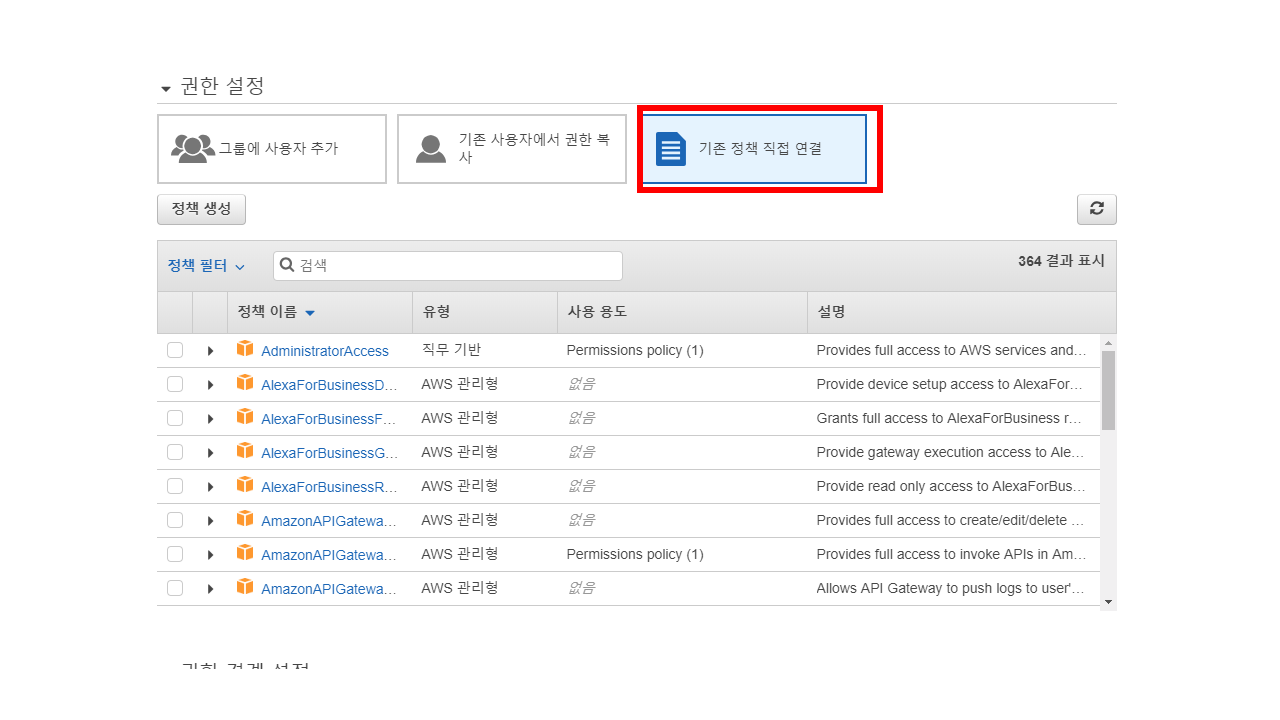 권한 설정
그룹에 사용자 추가
기존 사용자에서 권한 복
사
기존 정책 직접 연결
정책 생성
정책 필터
검색
364 결과 표시
정책 이름 유형 사용 용도 설명
AdministratorAccess 직무 기반 Permissions policy (1) Provides full access to AWS services and…
AlexaForBusinessD… AWS 관리형 없음 Provide device setup access to AlexaFor…
AlexaForBusinessF… AWS 관리형 없음 Grants full access to AlexaForBusiness r…
AlexaForBusinessG… AWS 관리형 없음 Provide gateway execution access to Ale…
AlexaForBusinessR… AWS 관리형 없음 Provide read only access to AlexaForBus…
AmazonAPIGatewa… AWS 관리형 없음 Provides full access to create/edit/delete …
AmazonAPIGatewa… AWS 관리형 Permissions policy (1) Provides full access to invoke APIs in Am…
AmazonAPIGatewa… AWS 관리형 없음 Allows API Gateway to push logs to user'…
권한 경계 설정